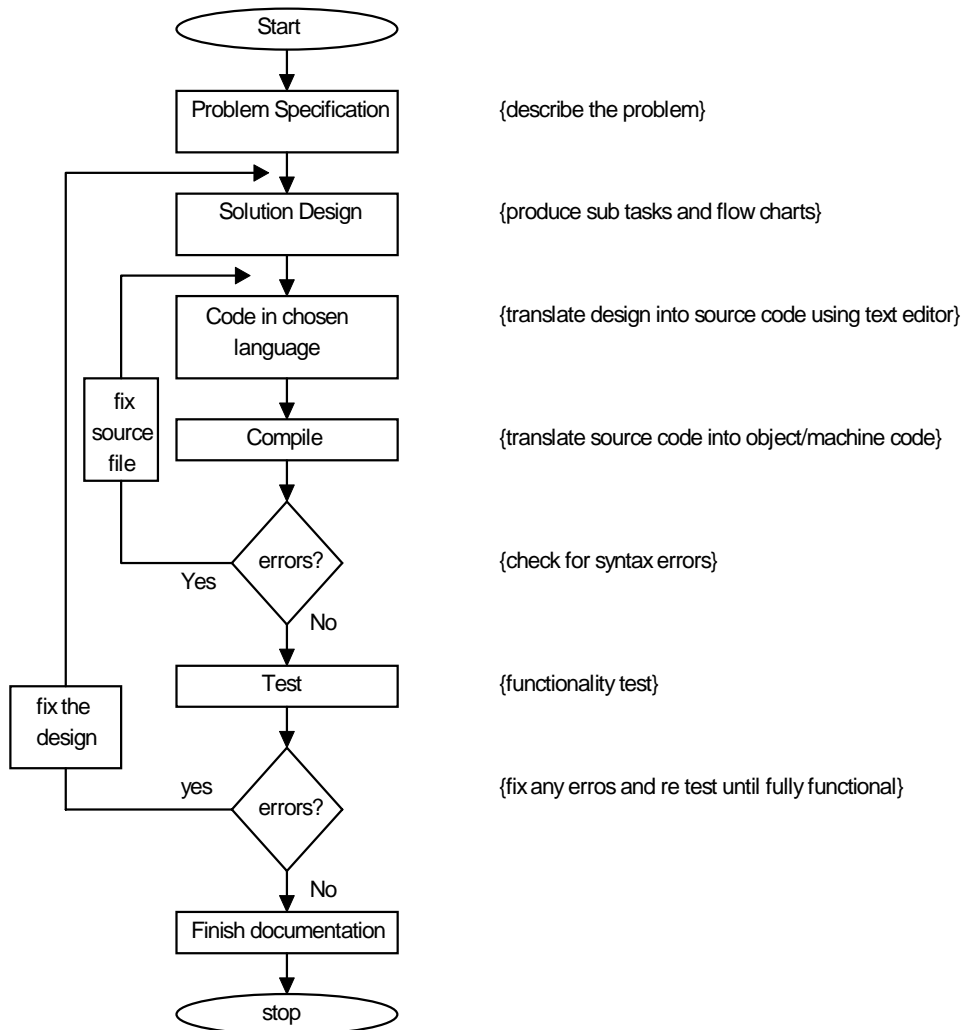 Start
Problem Specification
{describe the problem}
Solution Design
{produce sub tasks and flow charts}
Code in chosen
language
{translate design into source code using text editor}
fix
source
file
Compile
{translate source code into object/machine code}
errors?
{check for syntax errors}
Yes
No
Test
{functionality test}
fix the
design
yes
errors?
{fix any erros and re test until fully functional}
No
Finish documentation
stop